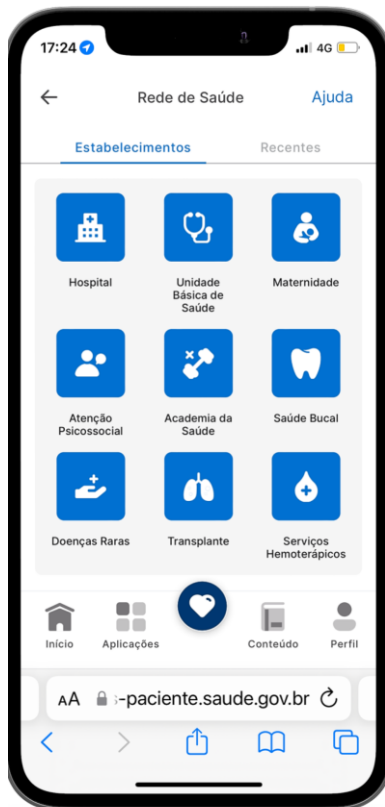 17:24
4G
Rede de Saúde
Ajuda
Estabelecimentos
Recentes
Hospital
Unidade
Básica de
Saúde
Maternidade
Atenção
Psicossocial
Academia da
Saúde
Saúde Bucal
Doenças Raras
Transplante
Serviços
Hemoterápicos
Início
Aplicações
Conteúdo
Perfil
AA
-paciente.saude.gov.br